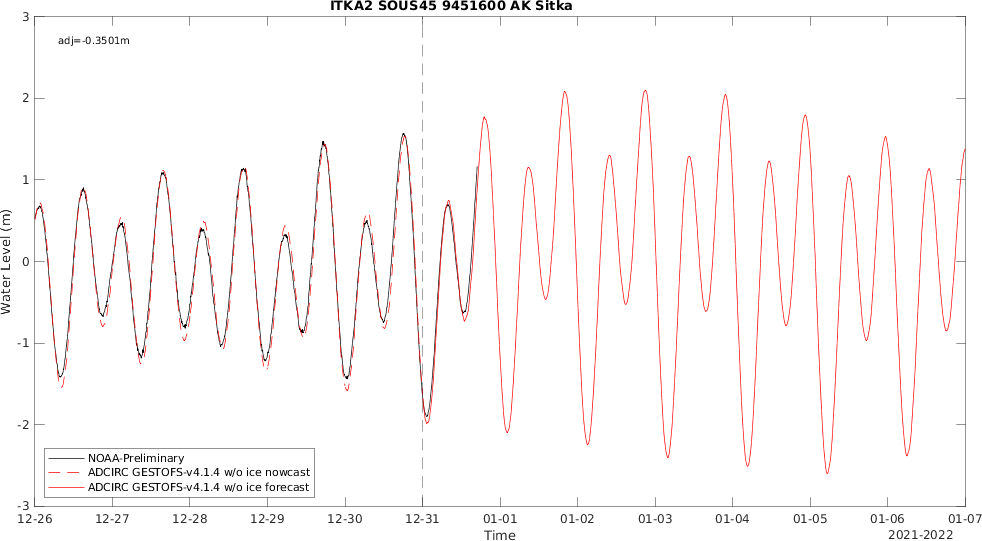 ITKA2 SOUS45 9451600 AK Sitka
adj=-0.3501m
3
2
1
0
-1
-2
-3
Water Level (m)
NOAA-Preliminary
ADCIRC GESTOFS-v4.1.4 w/o ice nowcast
ADCIRC GESTOFS-v4.1.4 w/o ice forecast
12-26 12-27 12-28 12-29 12-30 12-31 01-01 01-02 01-03 01-04 01-05 01-06 01-07
Time
2021-2022